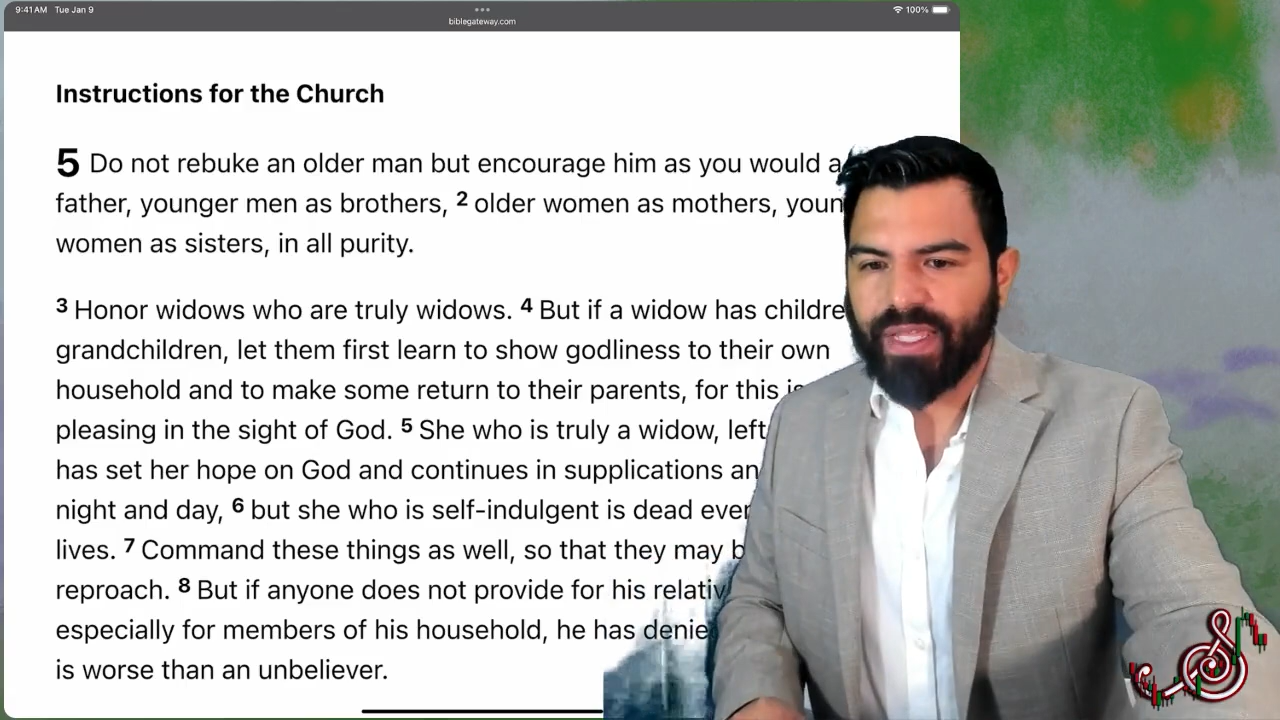 9:41 AM Tue Jan 9
100%
biblegateway.com
Instructions for the Church
5 Do not rebuke an older man but encourage him as you would a
father, younger men as brothers, 2 older women as mothers, youn
women as sisters, in all purity.
3 Honor widows who are truly widows. 4 But if a widow has childre
grandchildren, let them first learn to show godliness to their own
household and to make some return to their parents, for this is
pleasing in the sight of God. 5 She who is truly a widow, left
has set her hope on God and continues in supplications an
night and day, 6 but she who is self-indulgent is dead ever
lives. 7 Command these things as well, so that they may b
reproach. 8 But if anyone does not provide for his relativ
especially for members of his household, he has denie
is worse than an unbeliever.